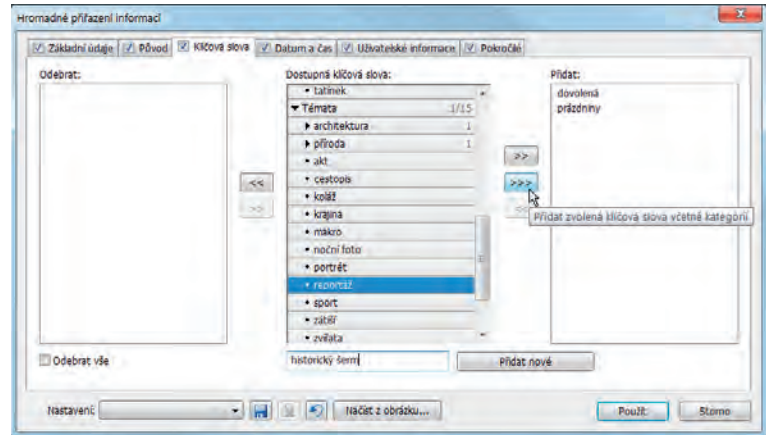 Hromadné přiřazení informací
Základní údaje Původ Klíčová slova Datum a čas Uživatelské informace Pokročilé
Odebrat: Dostupná klíčová slova: Přidat:
• tatínek
Témata 1/15
architektura 1
příroda 1
• akt
• cestopis
• koláž
• krajina
• makro
• noční foto
• portrét
• reportáž
• sport
• zátiší
• zvířata
<<
>>
>>
>>>
<<
dovolená
prázdniny
Přidat zvolená klíčová slova včetně kategorií
Odebrat vše historický šerm Přidat nové
Nastavení: Načíst z obrázku... Použít Storno